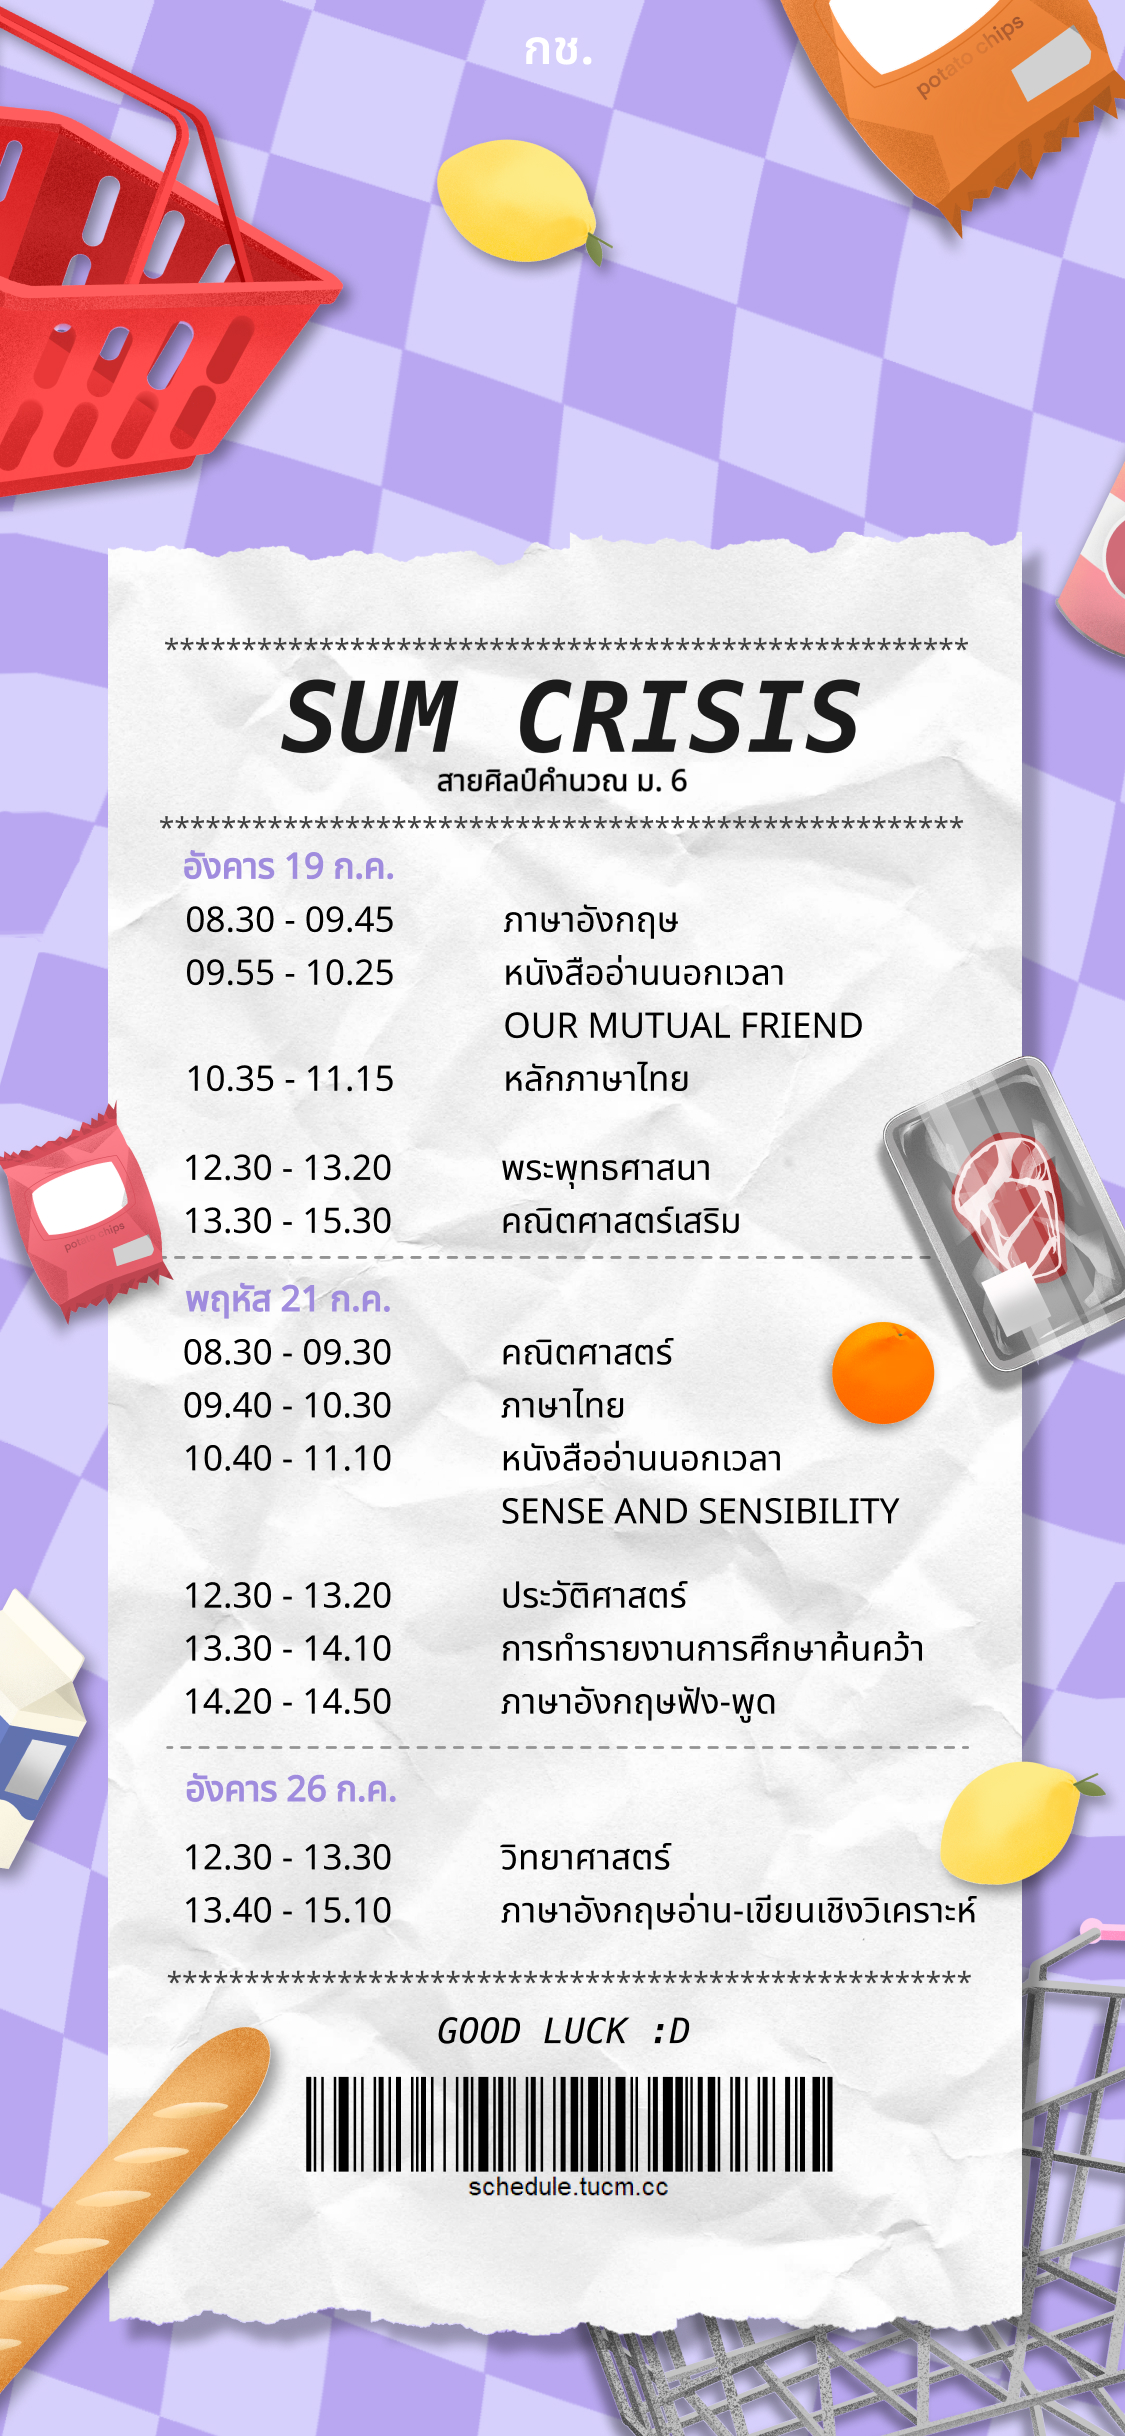 กช.
potato chips
****************************************************
SUM CRISIS
สายศิลป์คำนวณ ม. 6
****************************************************
อังคาร 19 ก.ค.
08.30 - 09.45 ภาษาอังกฤษ
09.55 - 10.25 หนังสืออ่านนอกเวลา
OUR MUTUAL FRIEND
10.35 - 11.15 หลักภาษาไทย
12.30 - 13.20 พระพุทธศาสนา
13.30 - 15.30 คณิตศาสตร์เสริม
potato chips
พฤหัส 21 ก.ค.
08.30 - 09.30 คณิตศาสตร์
09.40 - 10.30 ภาษาไทย
10.40 - 11.10 หนังสืออ่านนอกเวลา
SENSE AND SENSIBILITY
12.30 - 13.20 ประวัติศาสตร์
13.30 - 14.10 การทำรายงานการศึกษาค้นคว้า
14.20 - 14.50 ภาษาอังกฤษฟัง-พูด
อังคาร 26 ก.ค.
12.30 - 13.30 วิทยาศาสตร์
13.40 - 15.10 ภาษาอังกฤษอ่าน-เขียนเชิงวิเคราะห์
****************************************************
GOOD LUCK :D
schedule.tucm.cc